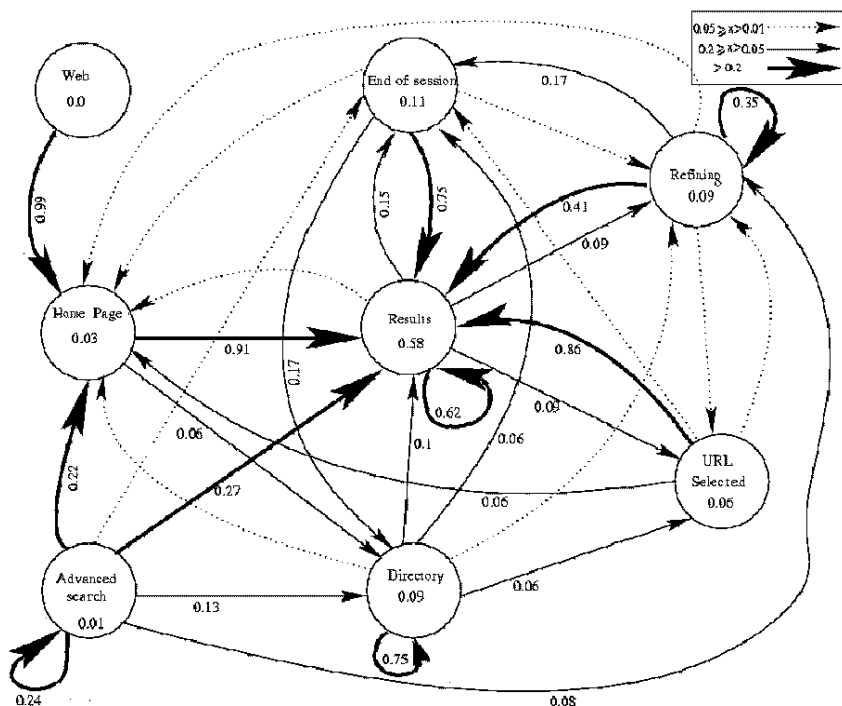 0.05 ⩾ x>0.01
0.2 ⩾ x>0.05
⩾ 0.2
Web
0.0
End of session
0.11
0.17
0.35
Refining
0.09
0.99
0.15
0.75
0.41
0.09
Home Page
0.03
0.91
Results
0.58
0.86
0.17
0.62
0.09
0.06
0.1
0.06
0.22
0.27
0.06
URL
Selected
0.05
Advanced
search
0.01
0.13
Directory
0.09
0.06
0.24
0.75
0.08